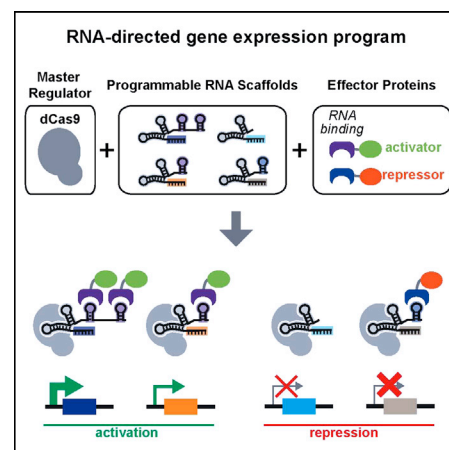 RNA-directed gene expression program
Master
Regulator
Programmable RNA Scaffolds
Effector Proteins
dCas9
+
+
RNA
binding
activator
repressor
activation
repression